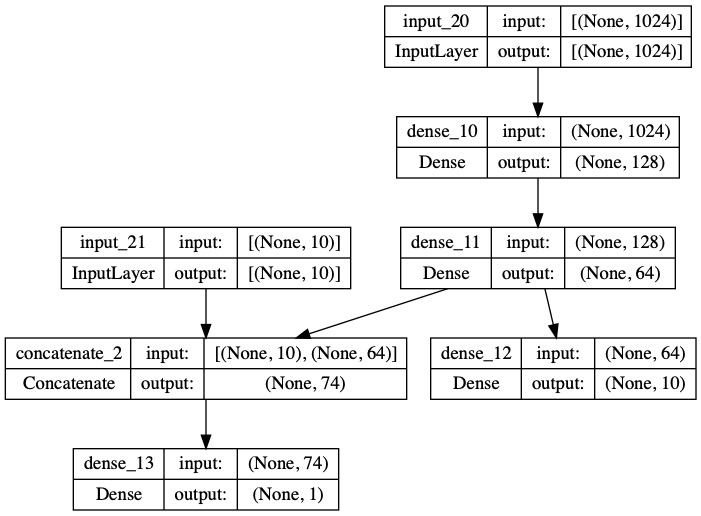 input_20 input: [(None, 1024)]
InputLayer output: [(None, 1024)]
dense_10 input: (None, 1024)
Dense output: (None, 128)
input_21 input: [(None, 10)]
InputLayer output: [(None, 10)]
dense_11 input: (None, 128)
Dense output: (None, 64)
concatenate_2 input: [(None, 10), (None, 64)]
Concatenate output: (None, 74)
dense_12 input: (None, 64)
Dense output: (None, 10)
dense_13 input: (None, 74)
Dense output: (None, 1)